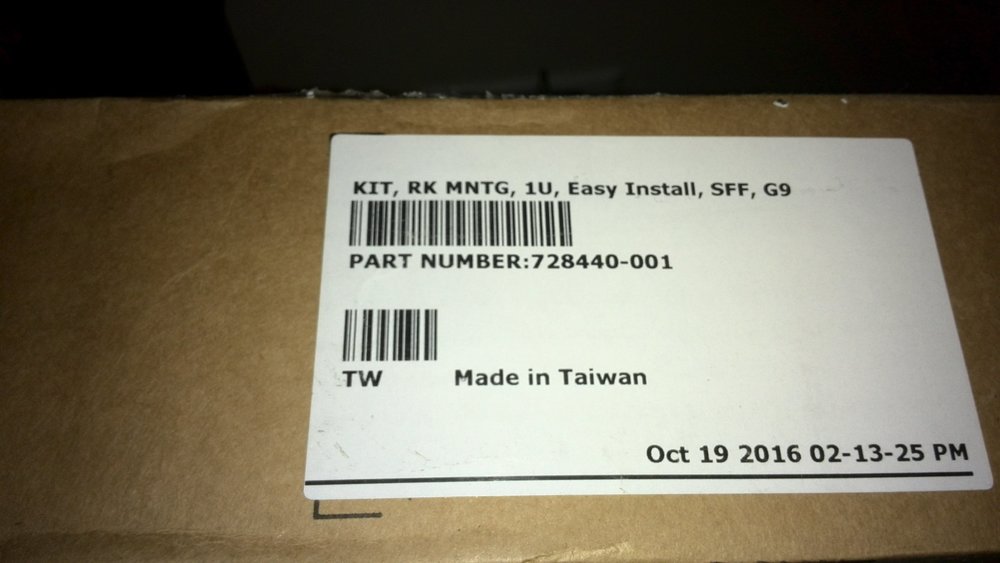 KIT, RK MNTG, 1U, Easy Install, SFF, G9
PART NUMBER:728440-001
TW Made in Taiwan
Oct 19 2016 02-13-25 PM